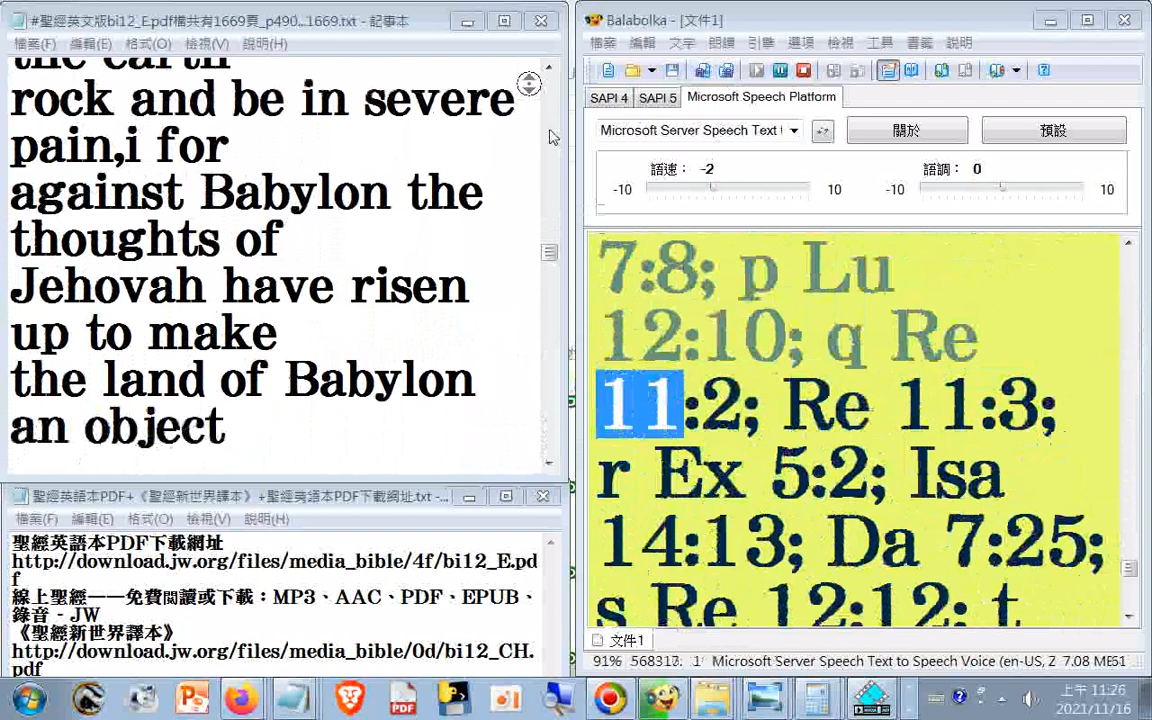 #聖經英文版bi12_E.pdf檔共有1669頁_p490...1669.txt - 記事本
檔案(F) 編輯(E) 格式(O) 檢視(V) 說明(H)
the earth
rock and be in severe
pain,i for
against Babylon the
thoughts of
Jehovah have risen
up to make
the land of Babylon
an object
聖經英語本PDF+《聖經新世界譯本》+聖經英語本PDF下載網址.txt - ...
檔案(F) 編輯(E) 格式(O) 檢視(V) 說明(H)
聖經英語本PDF下載網址
http://download.jw.org/files/media_bible/4f/bi12_E.pd
f
線上聖經——免費閱讀或下載：MP3、AAC、PDF、EPUB、
錄音 - JW
《聖經新世界譯本》
http://download.jw.org/files/media_bible/0d/bi12_CH.
pdf
Balabolka - [文件1]
檔案 編輯 文字 朗讀 引擎 選項 檢視 工具 書籤 說明
SAPI 4 SAPI 5 Microsoft Speech Platform
Microsoft Server Speech Text 關於 預設
語速： -2 語調： 0
-10 10 -10 10
7:8; p Lu
12:10; q Re
11:2; Re 11:3;
r Ex 5:2; Isa
14:13; Da 7:25;
s Re 12:12; t
文件1
91% 568317: 1 Microsoft Server Speech Text to Speech Voice (en-US, Z 7.08 MB
上午 11:26
2021/11/16